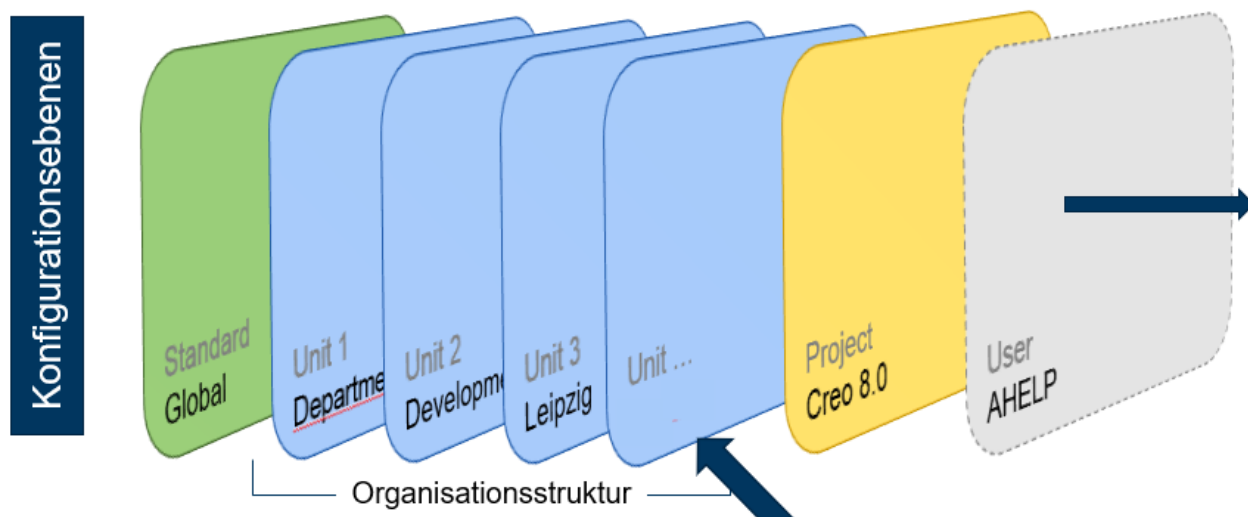 Konfigurationsebenen
Standard
Global
Unit 1
Departme
Unit 2
Developme
Unit 3
Leipzig
Unit ...
Project
Creo 8.0
User
AHELP
Organisationsstruktur